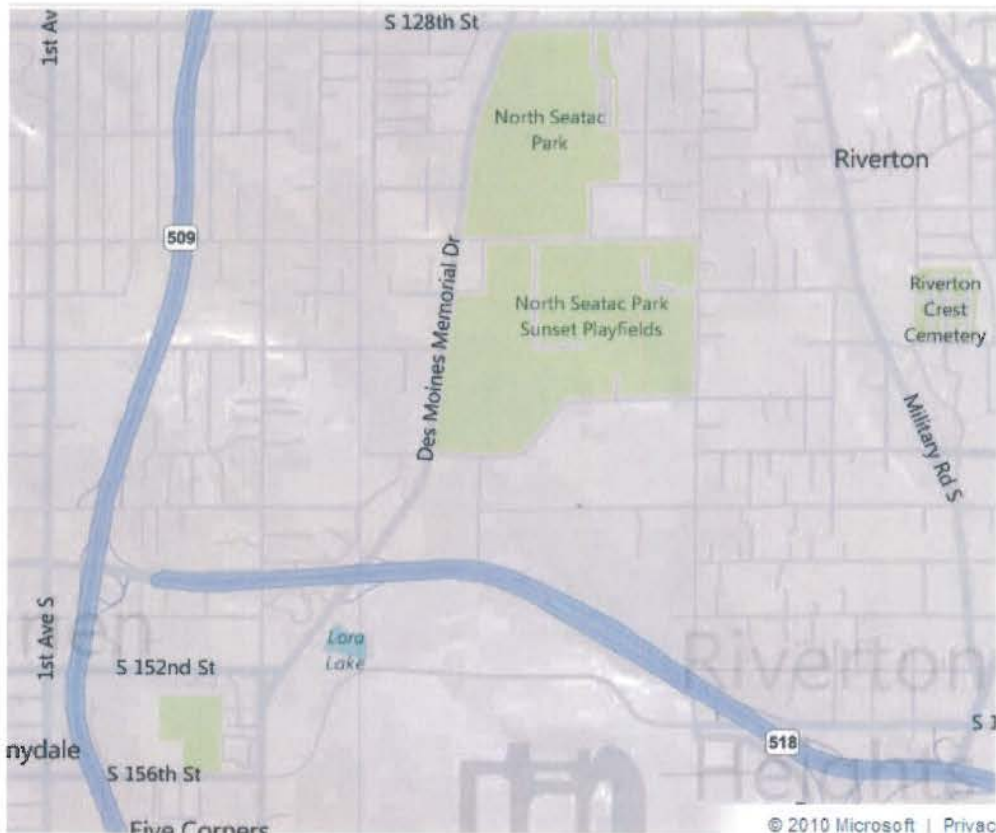 S 128th St
1st Av
North Seatac
Park
Riverton
509
Des Moines Memorial Dr
North Seatac Park
Sunset Playfields
Riverton
Crest
Cemetery
Military Rd S
1st Ave S
men
Lora
Lake
S 152nd St
Riverton
Heights
S 1
518
nydale
S 156th St
Five Corners
© 2010 Microsoft | Privac